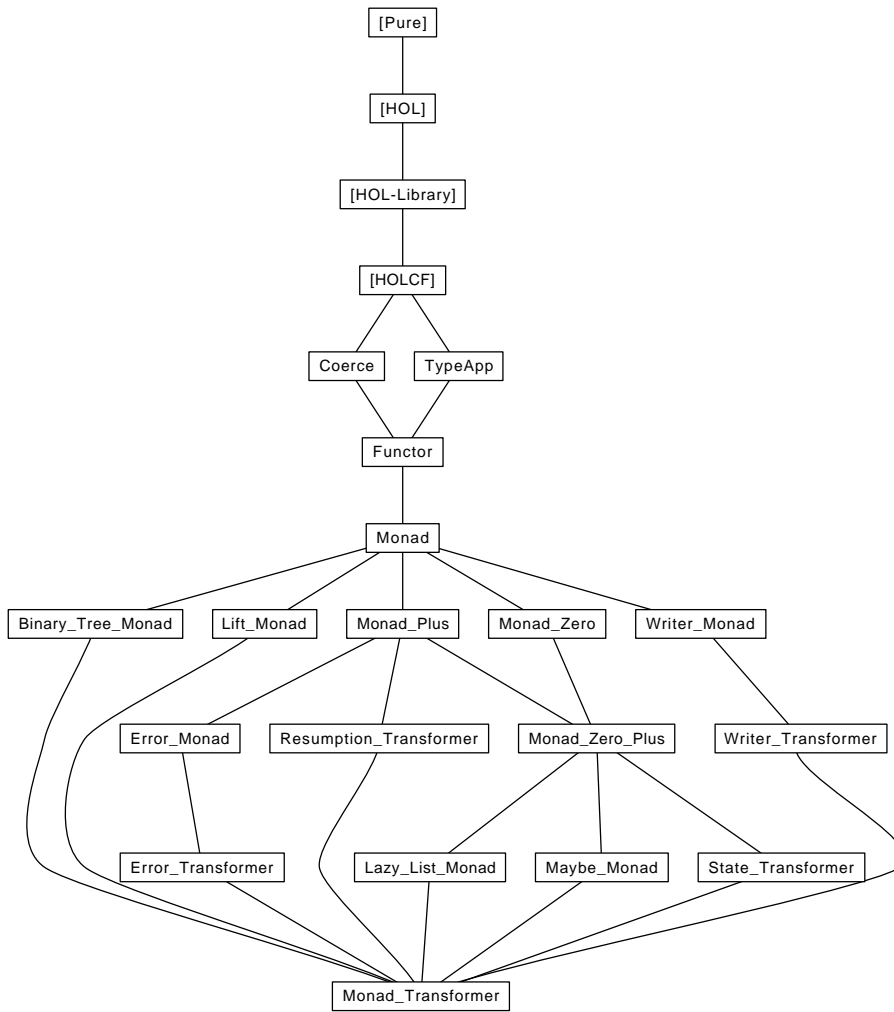 [Pure]
[HOL]
[HOL-Library]
[HOLCF]
Coerce
TypeApp
Functor
Monad
Binary_Tree_Monad
Lift_Monad
Monad_Plus
Monad_Zero
Writer_Monad
Error_Monad
Resumption_Transformer
Monad_Zero_Plus
Writer_Transformer
Error_Transformer
Lazy_List_Monad
Maybe_Monad
State_Transformer
Monad_Transformer